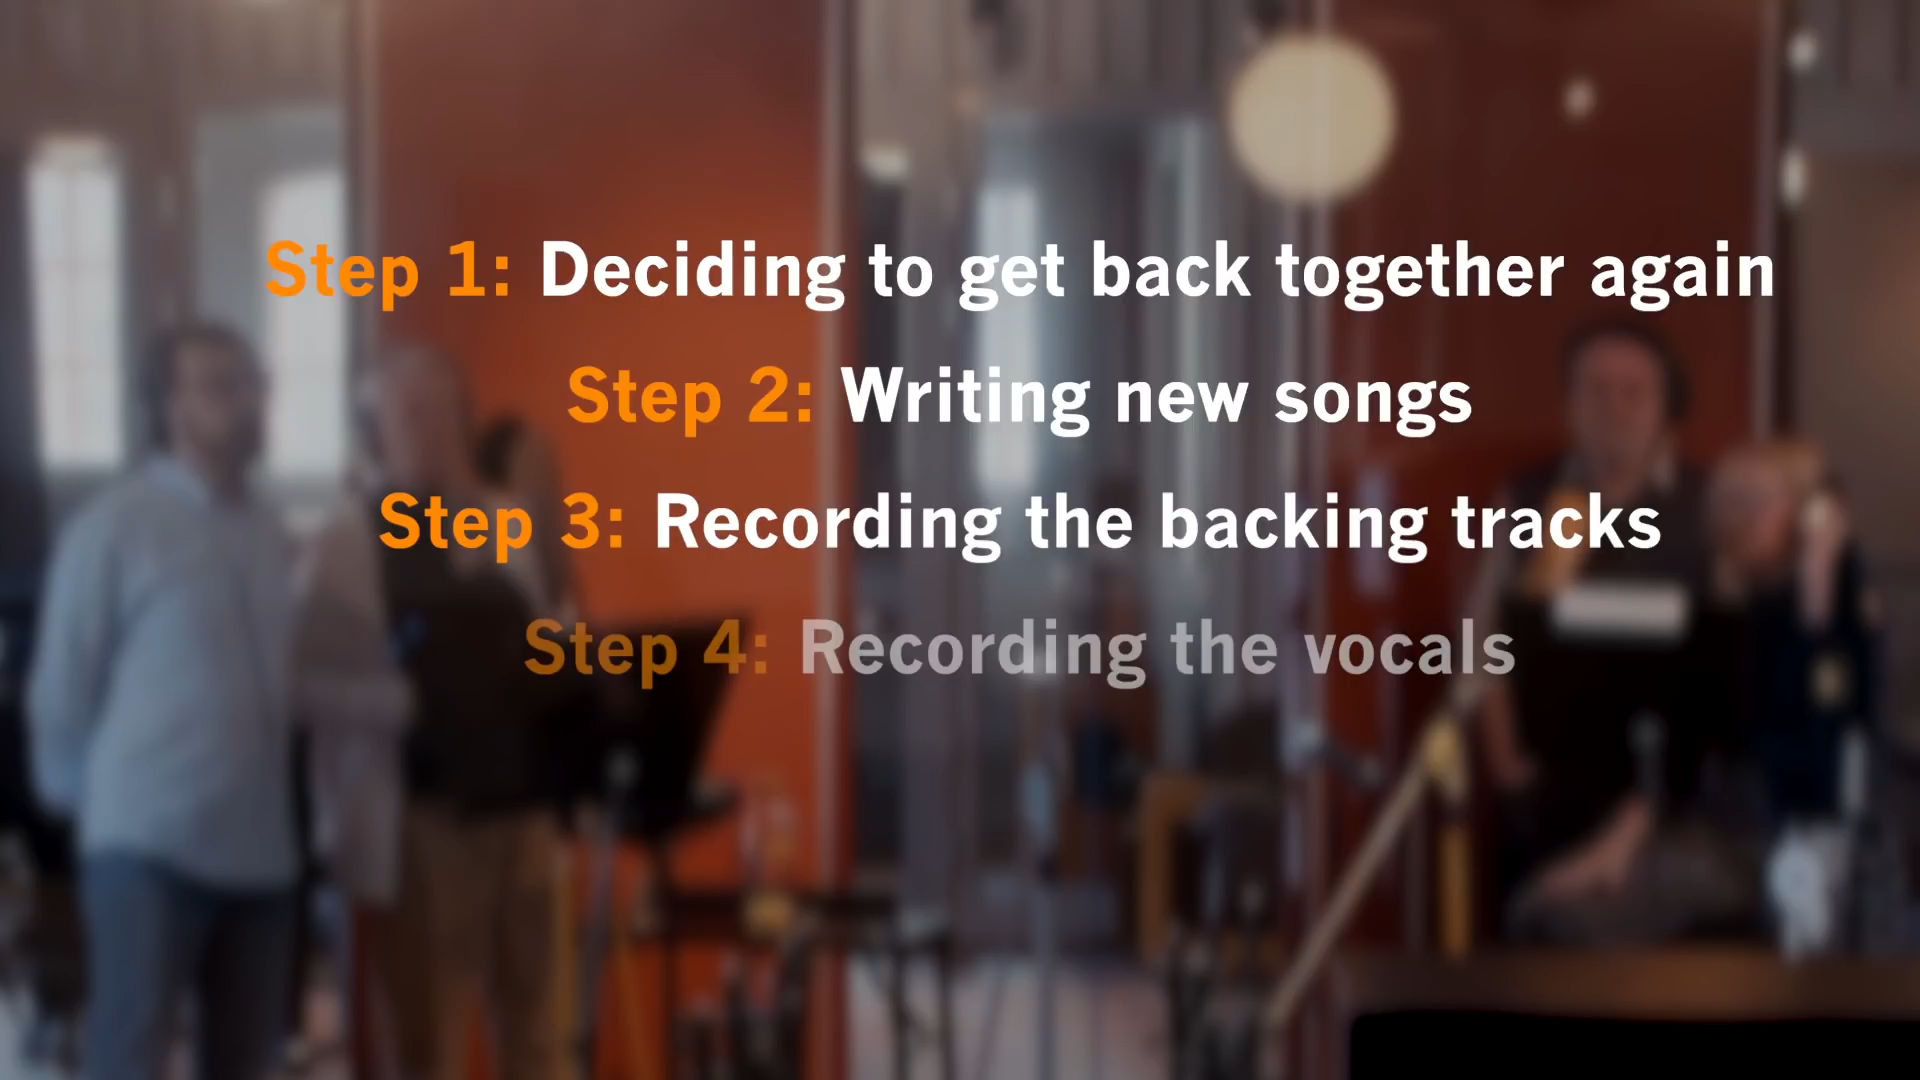 Step 1: Deciding to get back together again
Step 2: Writing new songs
Step 3: Recording the backing tracks
Step 4: Recording the vocals